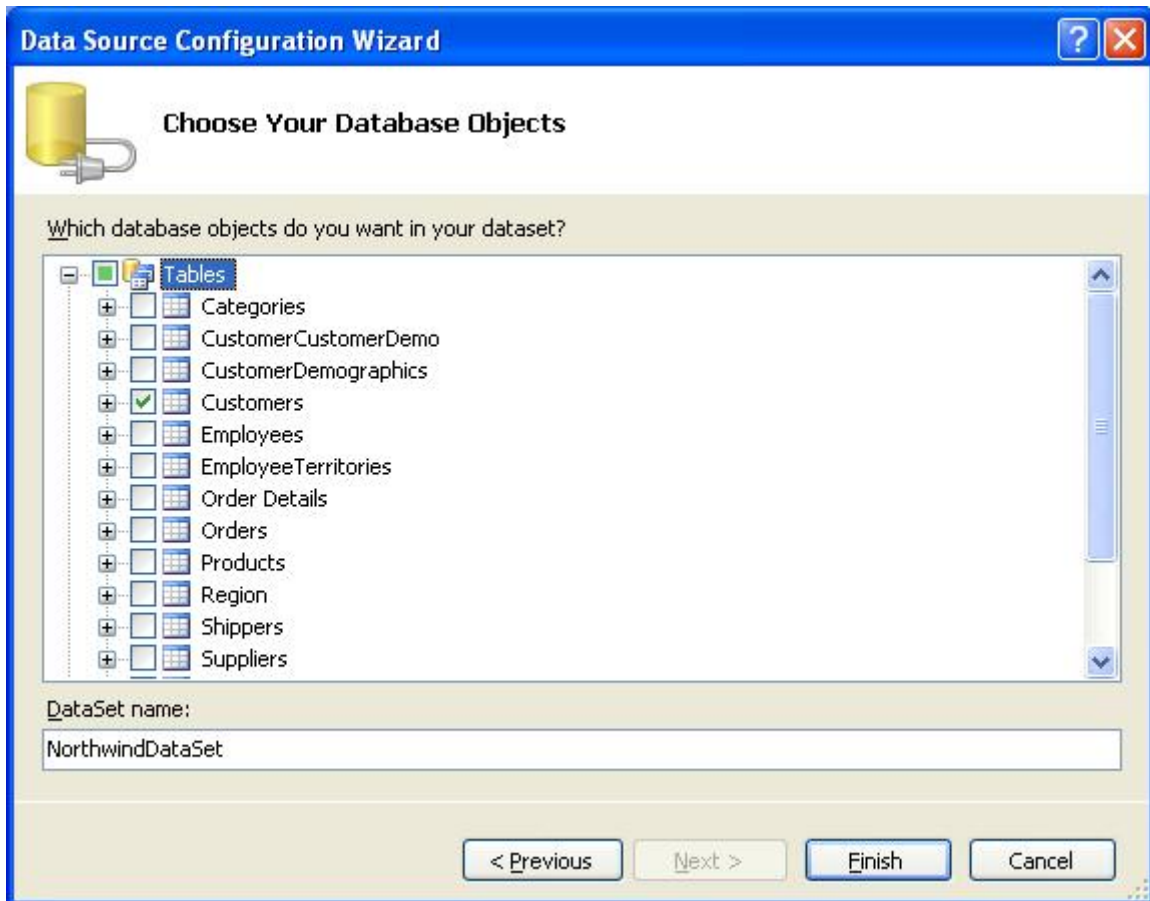 Data Source Configuration Wizard
Choose Your Database Objects
Which database objects do you want in your dataset?
Tables
Categories
CustomerCustomerDemo
CustomerDemographics
Customers
Employees
EmployeeTerritories
Order Details
Orders
Products
Region
Shippers
Suppliers
DataSet name:
NorthwindDataSet
< Previous Next > Finish Cancel